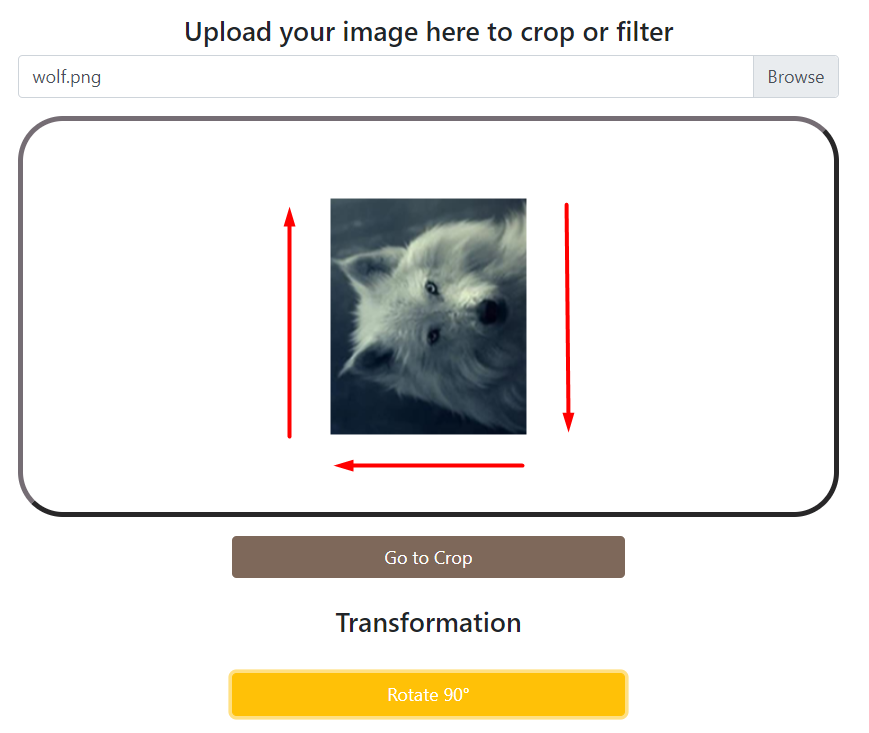 Upload your image here to crop or filter
wolf.png
Browse
Go to Crop
Transformation
Rotate 90°